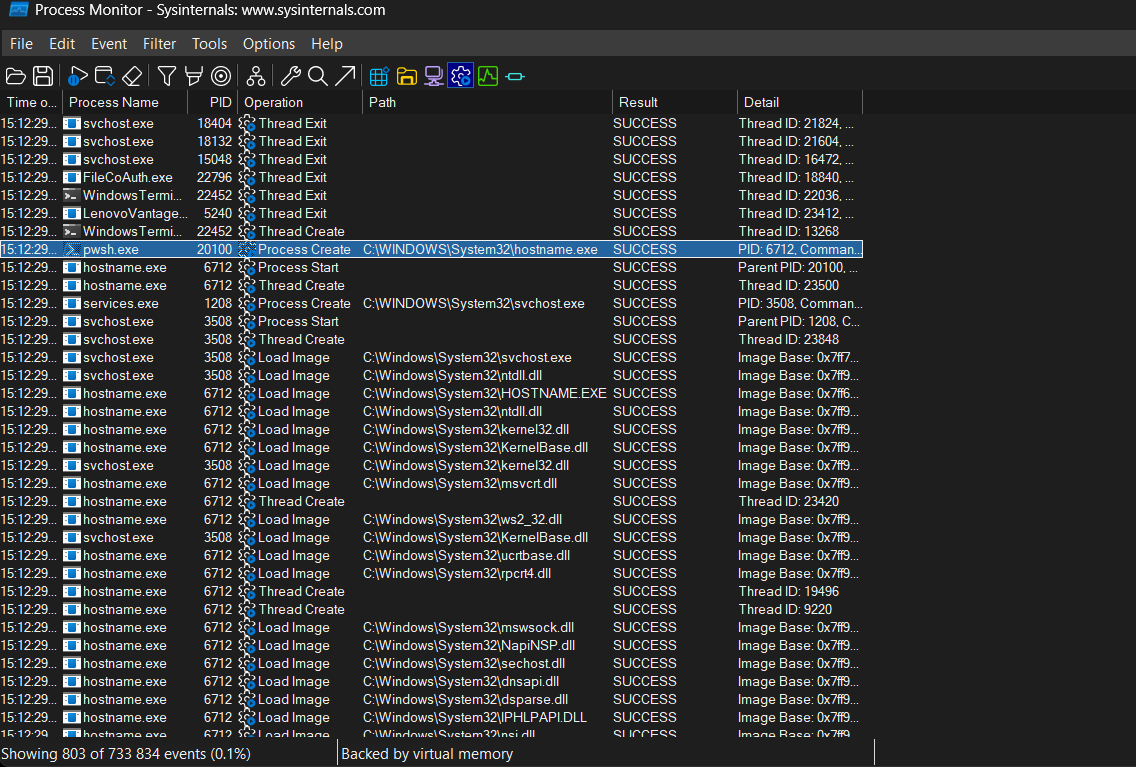 Process Monitor - Sysinternals: www.sysinternals.com
File Edit Event Filter Tools Options Help
Time o... Process Name PID Operation Path Result Detail
15:12:29... svchost.exe 18404 Thread Exit SUCCESS Thread ID: 21824, ...
15:12:29... svchost.exe 18132 Thread Exit SUCCESS Thread ID: 21604, ...
15:12:29... svchost.exe 15048 Thread Exit SUCCESS Thread ID: 16472, ...
15:12:29... FileCoAuth.exe 22796 Thread Exit SUCCESS Thread ID: 18840, ...
15:12:29... WindowsTermi... 22452 Thread Exit SUCCESS Thread ID: 22036, ...
15:12:29... LenovoVantage... 5240 Thread Exit SUCCESS Thread ID: 23412, ...
15:12:29... WindowsTermi... 22452 Thread Create SUCCESS Thread ID: 13268
15:12:29... pwsh.exe 20100 Process Create C:\WINDOWS\System32\hostname.exe SUCCESS PID: 6712, Comman...
15:12:29... hostname.exe 6712 Process Start SUCCESS Parent PID: 20100, ...
15:12:29... hostname.exe 6712 Thread Create SUCCESS Thread ID: 23500
15:12:29... services.exe 1208 Process Create C:\WINDOWS\System32\svchost.exe SUCCESS PID: 3508, Comman...
15:12:29... svchost.exe 3508 Process Start SUCCESS Parent PID: 1208, C...
15:12:29... svchost.exe 3508 Thread Create SUCCESS Thread ID: 23848
15:12:29... svchost.exe 3508 Load Image C:\Windows\System32\svchost.exe SUCCESS Image Base: 0x7ff7...
15:12:29... svchost.exe 3508 Load Image C:\Windows\System32\ntdll.dll SUCCESS Image Base: 0x7ff9...
15:12:29... hostname.exe 6712 Load Image C:\Windows\System32\HOSTNAME.EXE SUCCESS Image Base: 0x7ff6...
15:12:29... hostname.exe 6712 Load Image C:\Windows\System32\ntdll.dll SUCCESS Image Base: 0x7ff9...
15:12:29... hostname.exe 6712 Load Image C:\Windows\System32\kernel32.dll SUCCESS Image Base: 0x7ff9...
15:12:29... hostname.exe 6712 Load Image C:\Windows\System32\KernelBase.dll SUCCESS Image Base: 0x7ff9...
15:12:29... svchost.exe 3508 Load Image C:\Windows\System32\kernel32.dll SUCCESS Image Base: 0x7ff9...
15:12:29... hostname.exe 6712 Load Image C:\Windows\System32\msvcrt.dll SUCCESS Image Base: 0x7ff9...
15:12:29... hostname.exe 6712 Thread Create SUCCESS Thread ID: 23420
15:12:29... hostname.exe 6712 Load Image C:\Windows\System32\ws2_32.dll SUCCESS Image Base: 0x7ff9...
15:12:29... svchost.exe 3508 Load Image C:\Windows\System32\KernelBase.dll SUCCESS Image Base: 0x7ff9...
15:12:29... hostname.exe 6712 Load Image C:\Windows\System32\ucrtbase.dll SUCCESS Image Base: 0x7ff9...
15:12:29... hostname.exe 6712 Load Image C:\Windows\System32\rpcrt4.dll SUCCESS Image Base: 0x7ff9...
15:12:29... hostname.exe 6712 Thread Create SUCCESS Thread ID: 19496
15:12:29... hostname.exe 6712 Thread Create SUCCESS Thread ID: 9220
15:12:29... hostname.exe 6712 Load Image C:\Windows\System32\mswsock.dll SUCCESS Image Base: 0x7ff9...
15:12:29... hostname.exe 6712 Load Image C:\Windows\System32\NapiNSP.dll SUCCESS Image Base: 0x7ff9...
15:12:29... hostname.exe 6712 Load Image C:\Windows\System32\sechost.dll SUCCESS Image Base: 0x7ff9...
15:12:29... hostname.exe 6712 Load Image C:\Windows\System32\dnsapi.dll SUCCESS Image Base: 0x7ff9...
15:12:29... hostname.exe 6712 Load Image C:\Windows\System32\dsparse.dll SUCCESS Image Base: 0x7ff9...
15:12:29... hostname.exe 6712 Load Image C:\Windows\System32\IPHLPAPI.DLL SUCCESS Image Base: 0x7ff9...
15:12:29... hostname.exe 6712 Load Image C:\Windows\System32\nsi.dll SUCCESS Image Base: 0x7ff9...
Showing 803 of 733 834 events (0.1%) Backed by virtual memory